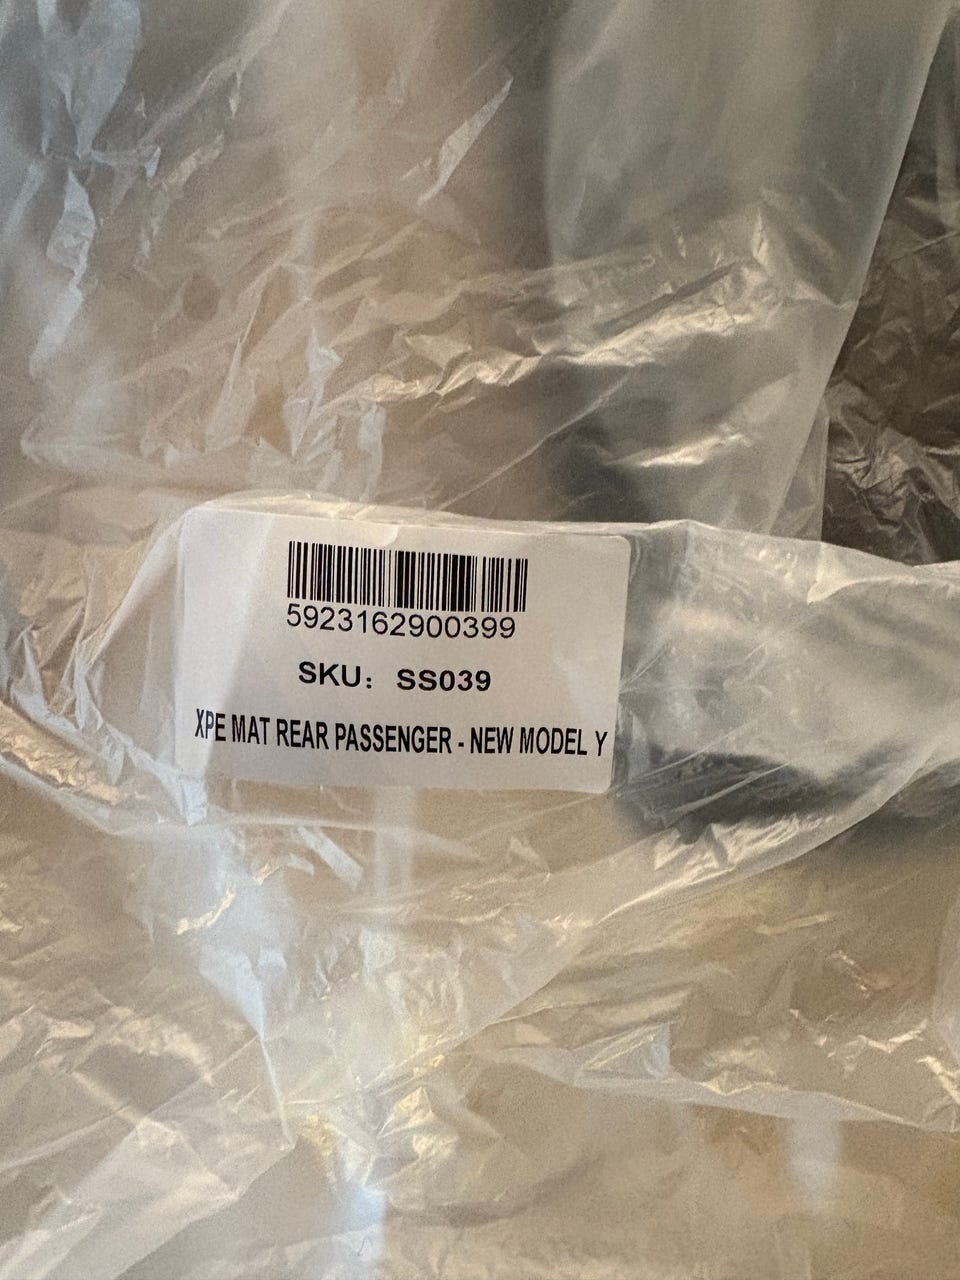 5923162900399
SKU: SS039
XPE MAT REAR PASSENGER - NEW MODEL Y